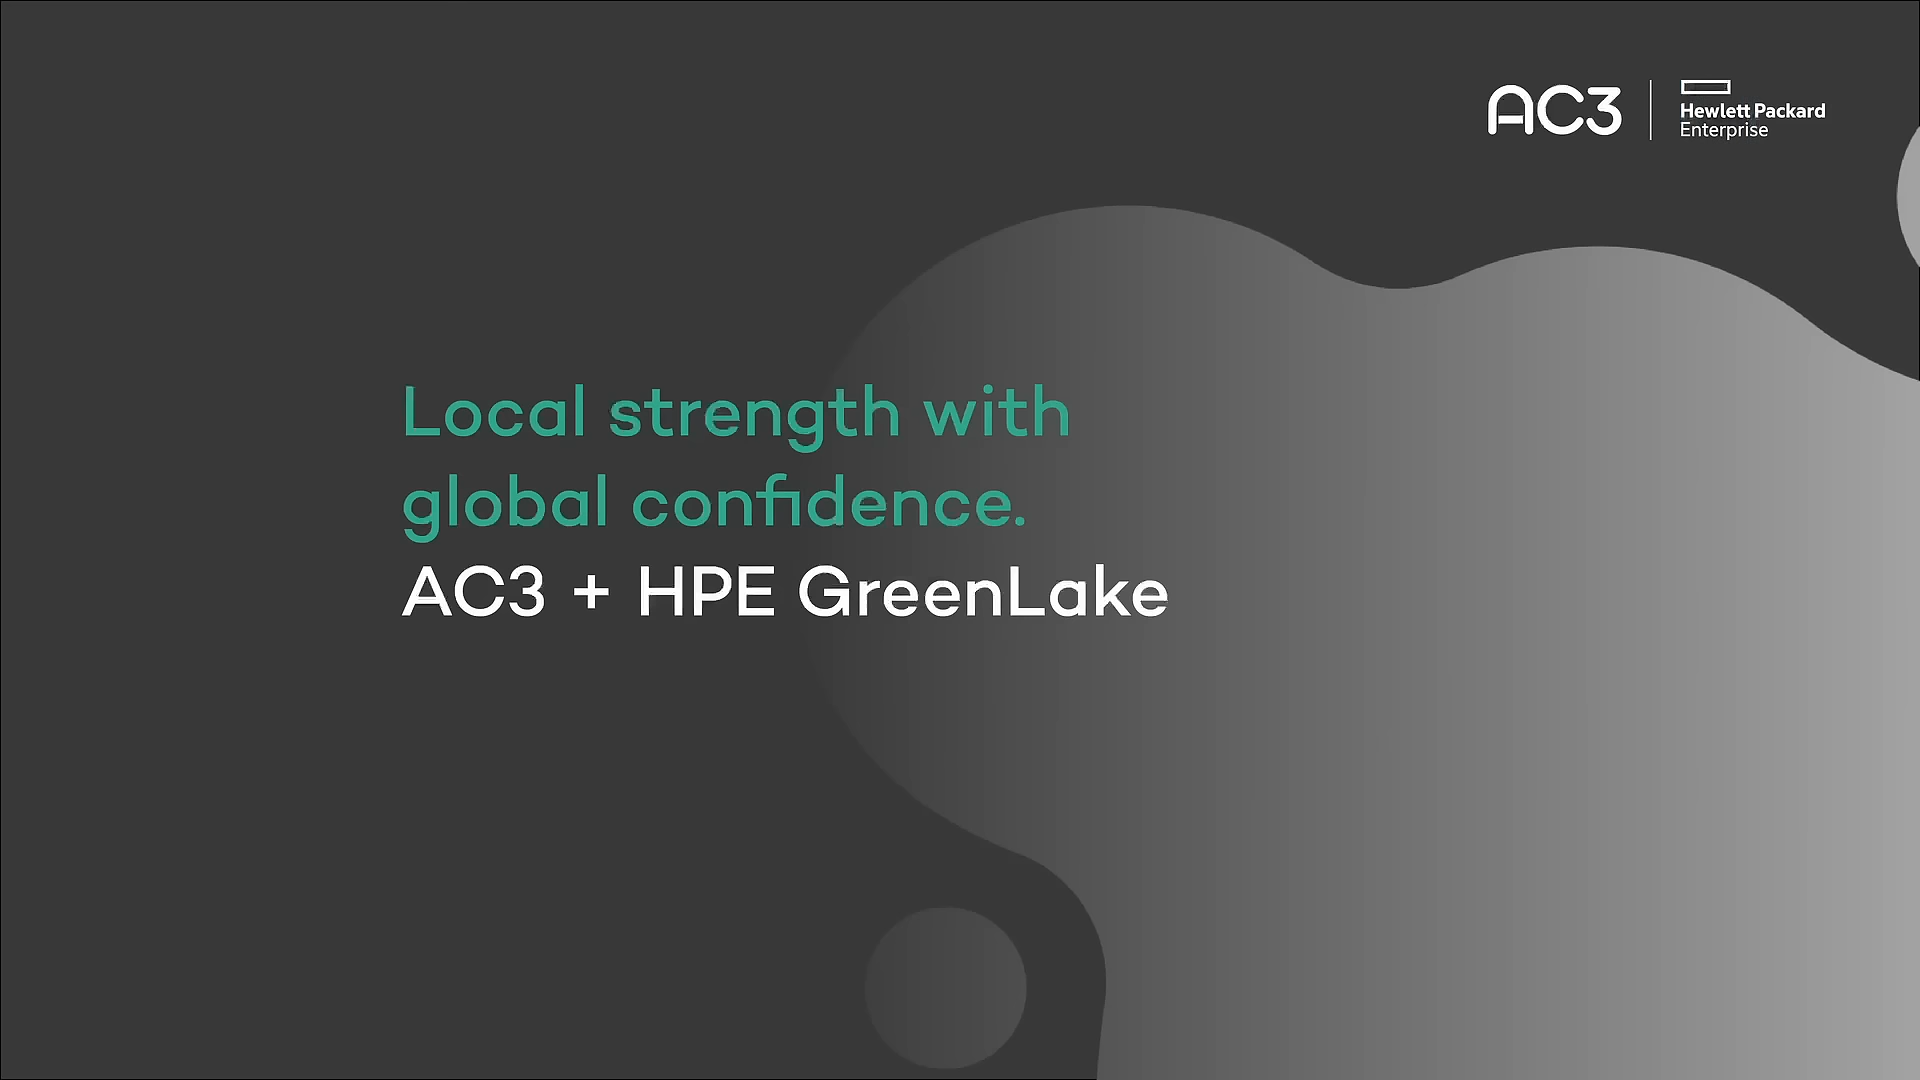 AC3
Hewlett Packard
Enterprise
Local strength with
global confidence.
AC3 + HPE GreenLake